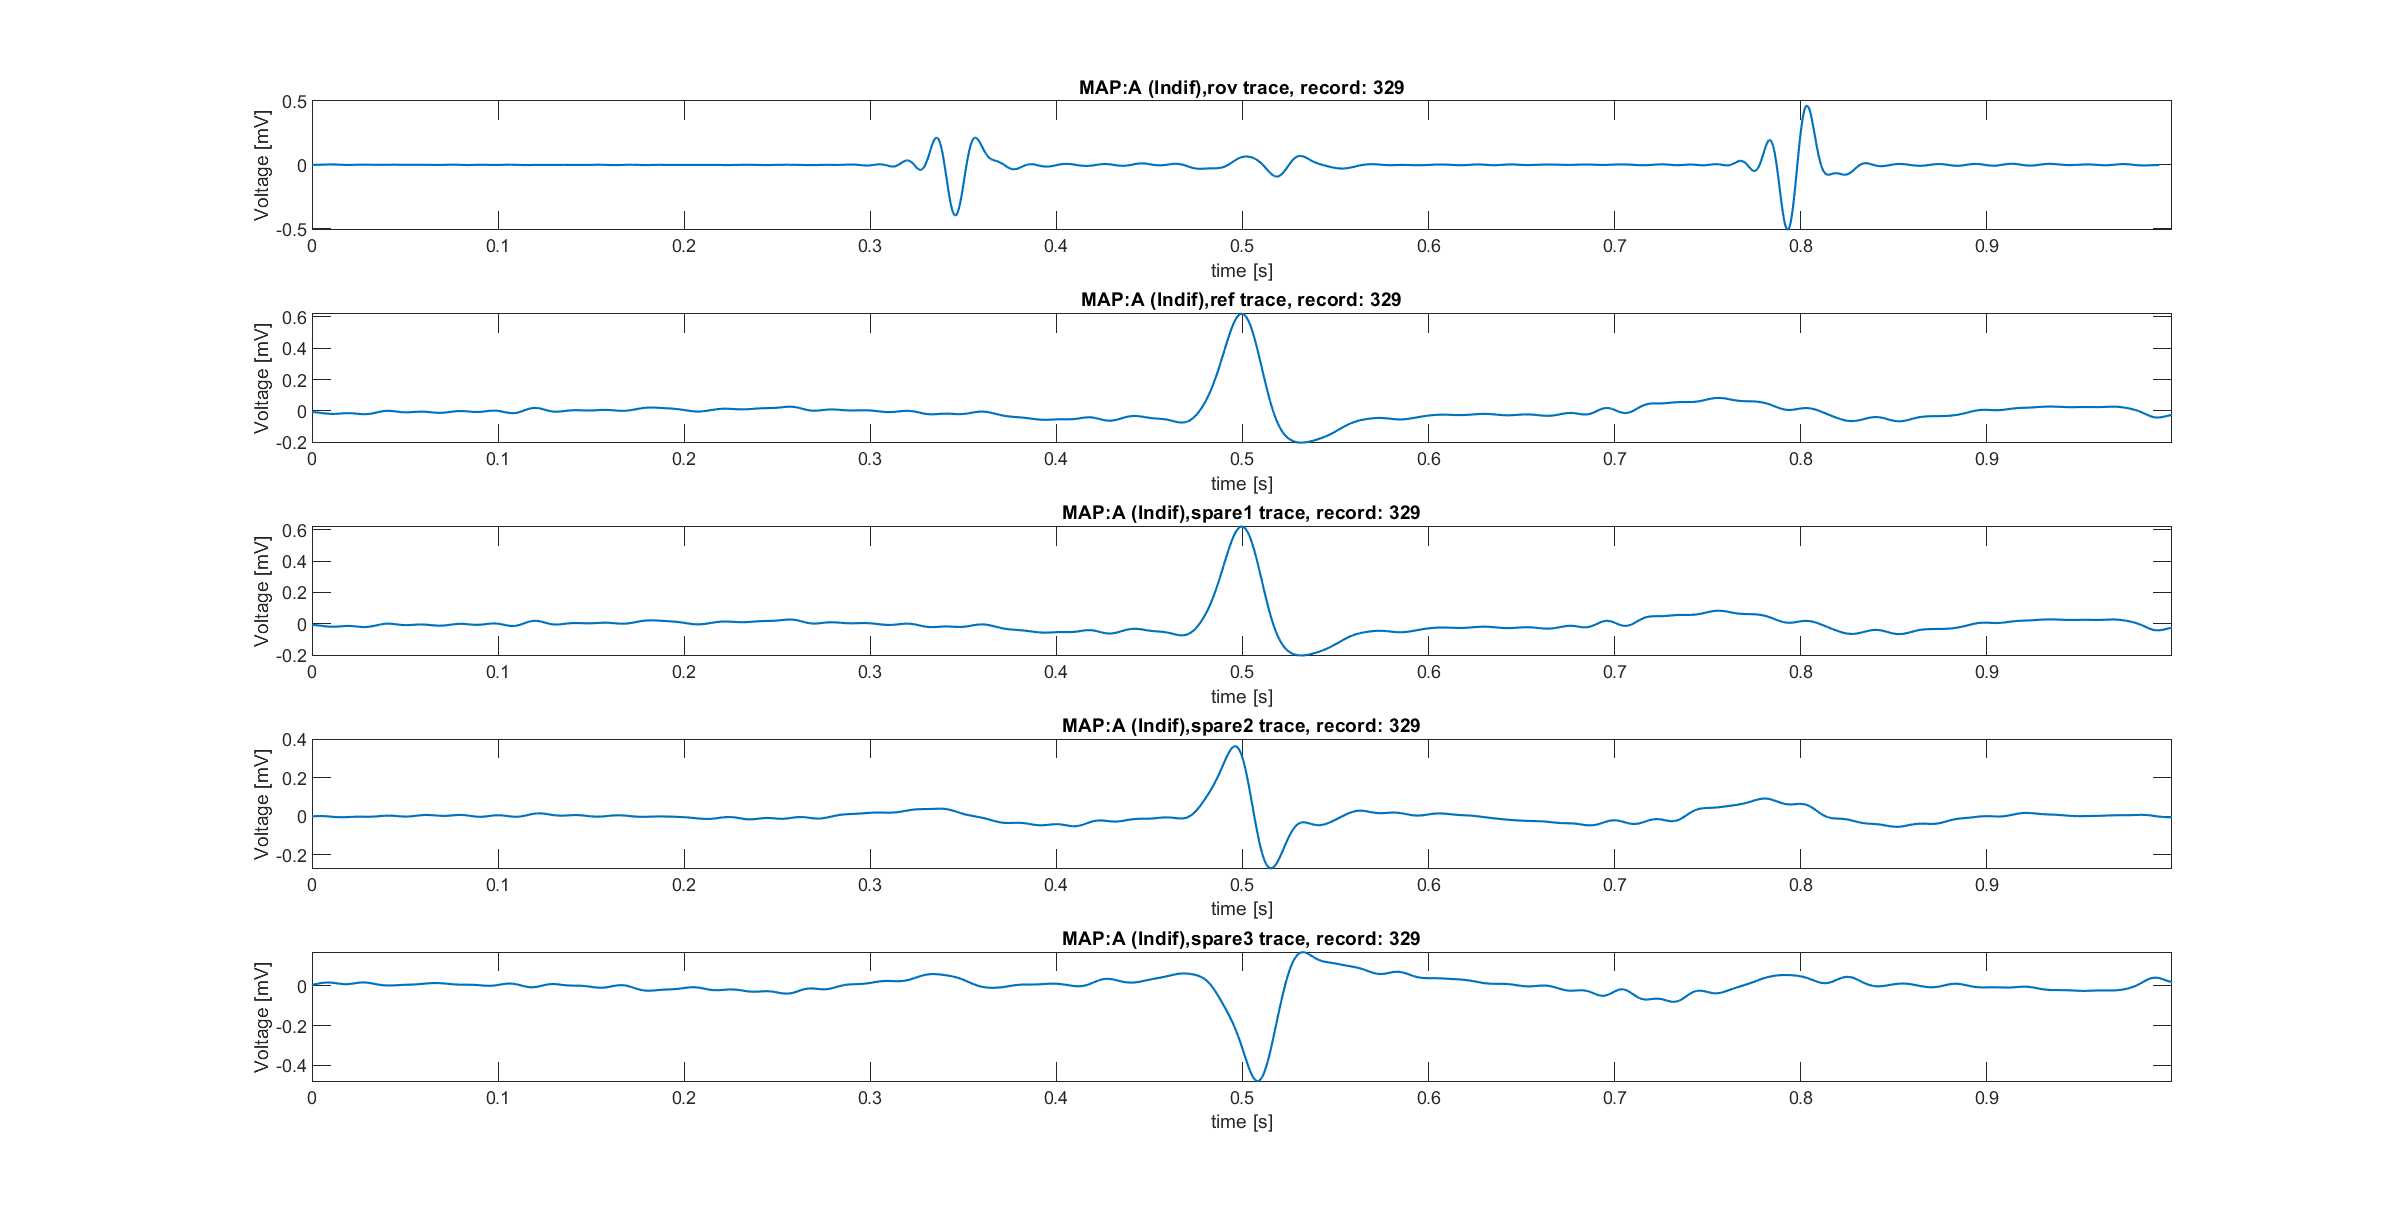 MAP:A (Indif),rov trace, record: 329
Voltage [mV]
0.5
0
-0.5
0 0.1 0.2 0.3 0.4 0.5 0.6 0.7 0.8 0.9
time [s]
MAP:A (Indif),ref trace, record: 329
Voltage [mV]
0.6
0.4
0.2
0
-0.2
0 0.1 0.2 0.3 0.4 0.5 0.6 0.7 0.8 0.9
time [s]
MAP:A (Indif),spare1 trace, record: 329
Voltage [mV]
0.6
0.4
0.2
0
-0.2
0 0.1 0.2 0.3 0.4 0.5 0.6 0.7 0.8 0.9
time [s]
MAP:A (Indif),spare2 trace, record: 329
Voltage [mV]
0.4
0.2
0
-0.2
0 0.1 0.2 0.3 0.4 0.5 0.6 0.7 0.8 0.9
time [s]
MAP:A (Indif),spare3 trace, record: 329
Voltage [mV]
0
-0.2
-0.4
0 0.1 0.2 0.3 0.4 0.5 0.6 0.7 0.8 0.9
time [s]